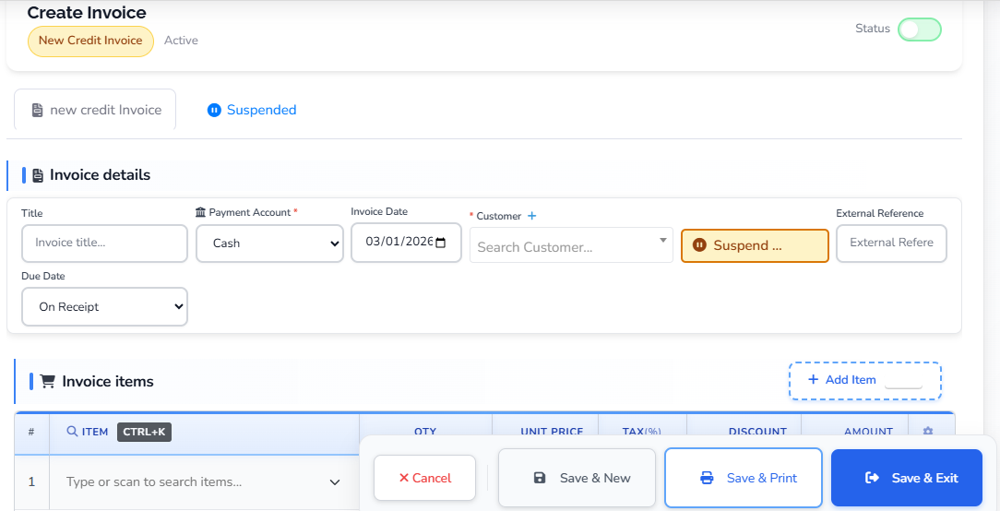 Create Invoice
New Credit Invoice Active
Status
new credit Invoice
Suspended
Invoice details
Title
Payment Account *
Invoice Date
* Customer +
External Reference
Invoice title...
Cash
03/01/2026
Search Customer...
Suspend ...
External Refere
Due Date
On Receipt
Invoice items
+ Add Item
# ITEM CTRL+K QTY UNIT PRICE TAX(%) DISCOUNT AMOUNT
1 Type or scan to search items...
× Cancel
Save & New
Save & Print
Save & Exit